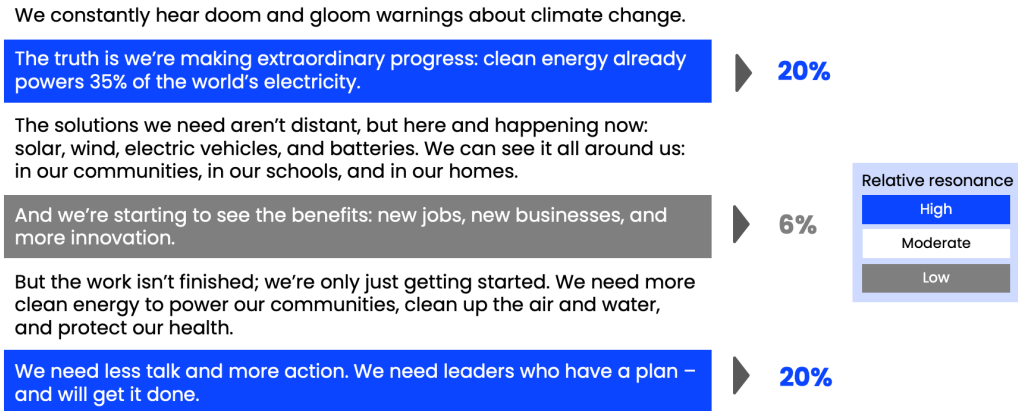 We constantly hear doom and gloom warnings about climate change.
The truth is we’re making extraordinary progress: clean energy already
powers 35% of the world’s electricity.
20%
The solutions we need aren’t distant, but here and happening now:
solar, wind, electric vehicles, and batteries. We can see it all around us:
in our communities, in our schools, and in our homes.
And we’re starting to see the benefits: new jobs, new businesses, and
more innovation.
6%
But the work isn’t finished; we’re only just getting started. We need more
clean energy to power our communities, clean up the air and water,
and protect our health.
We need less talk and more action. We need leaders who have a plan –
and will get it done.
20%
Relative resonance
High
Moderate
Low